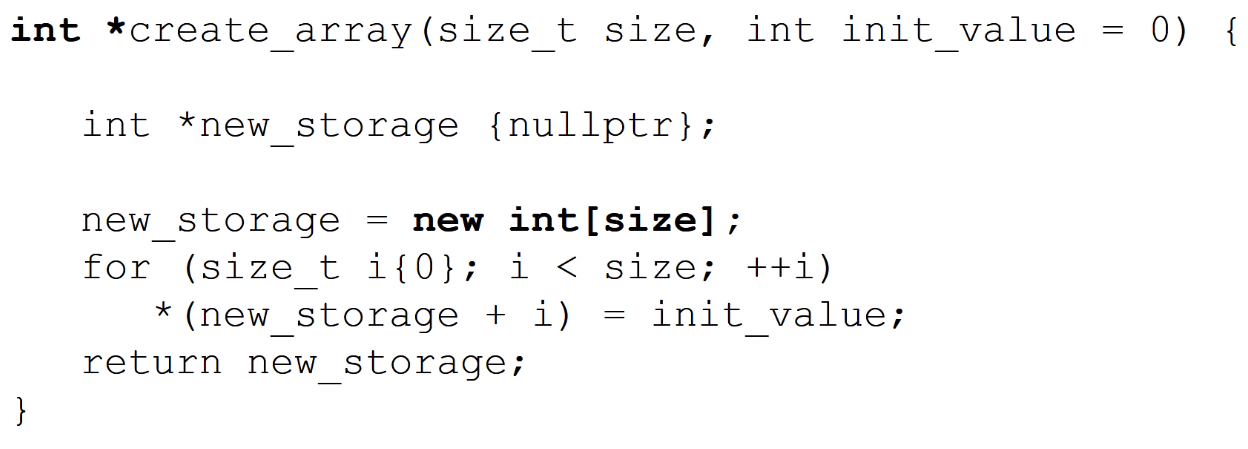 int *create_array(size_t size, int init_value = 0) {
int *new_storage {nullptr};
new_storage = new int[size];
for (size_t i{0}; i < size; ++i)
*(new_storage + i) = init_value;
return new_storage;
}